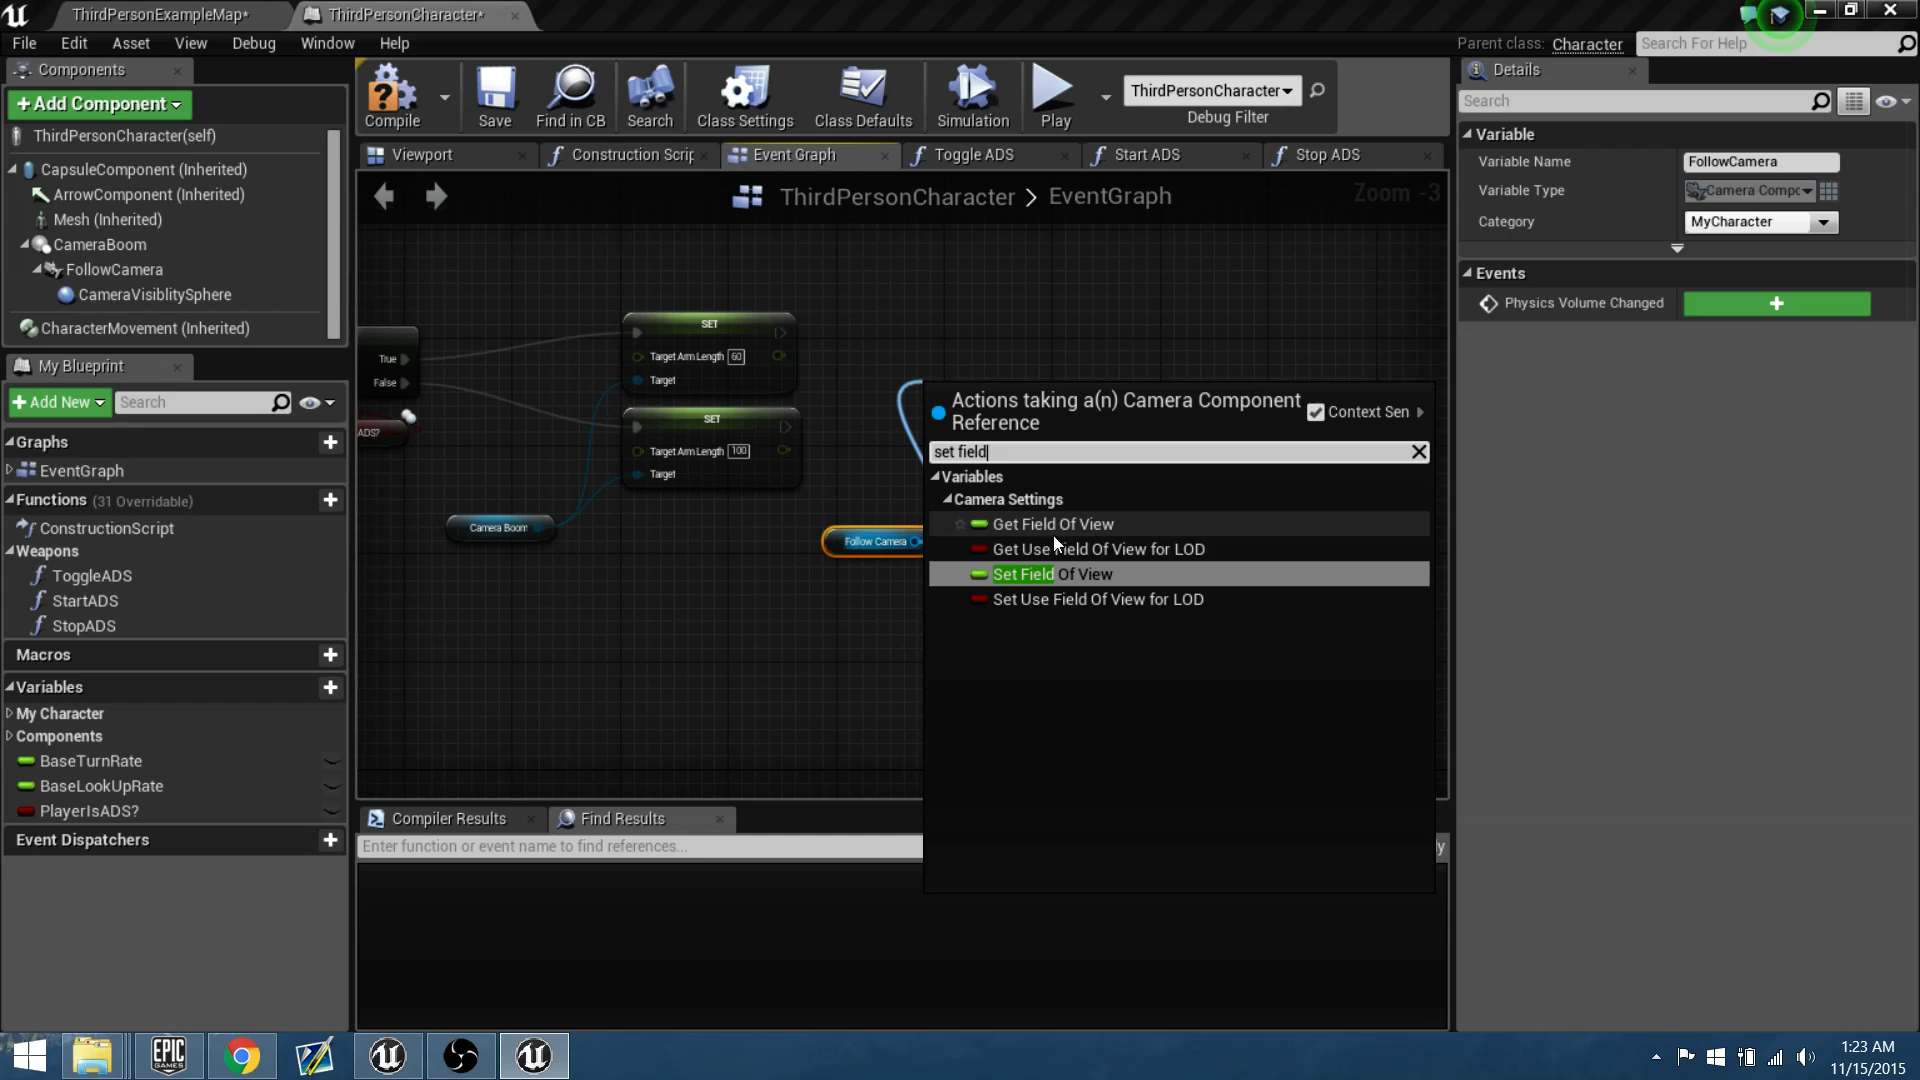 ThirdPersonExampleMap*
ThirdPersonCharacter*
File Edit Asset View Debug Window Help
Parent class: Character
Search For Help
Components
+Add Component
ThirdPersonCharacter(self)
CapsuleComponent (Inherited)
ArrowComponent (Inherited)
Mesh (Inherited)
CameraBoom
FollowCamera
CameraVisiblitySphere
CharacterMovement (Inherited)
Compile
Save
Find in CB
Search
Class Settings
Class Defaults
Simulation
Play
ThirdPersonCharacter
Debug Filter
Viewport
Construction Scrip
Event Graph
Toggle ADS
Start ADS
Stop ADS
ThirdPersonCharacter > EventGraph
Zoom -3
True
False
ADS?
SET
Target Arm Length 60
Target
SET
Target Arm Length 100
Target
Camera Boom
Follow Camera
Actions taking a(n) Camera Component
Reference
Context Sen
set field
Variables
Camera Settings
Get Field Of View
Get Use Field Of View for LOD
Set Field Of View
Set Use Field Of View for LOD
My Blueprint
+Add New
Search
Graphs
EventGraph
Functions (31 Overridable)
ConstructionScript
Weapons
ToggleADS
StartADS
StopADS
Macros
Variables
My Character
Components
BaseTurnRate
BaseLookUpRate
PlayerIsADS?
Event Dispatchers
Compiler Results
Find Results
Enter function or event name to find references...
y
Details
Search
Variable
Variable Name FollowCamera
Variable Type Camera Compc
Category MyCharacter
Events
Physics Volume Changed
EPIC
GAMES
1:23 AM
11/15/2015